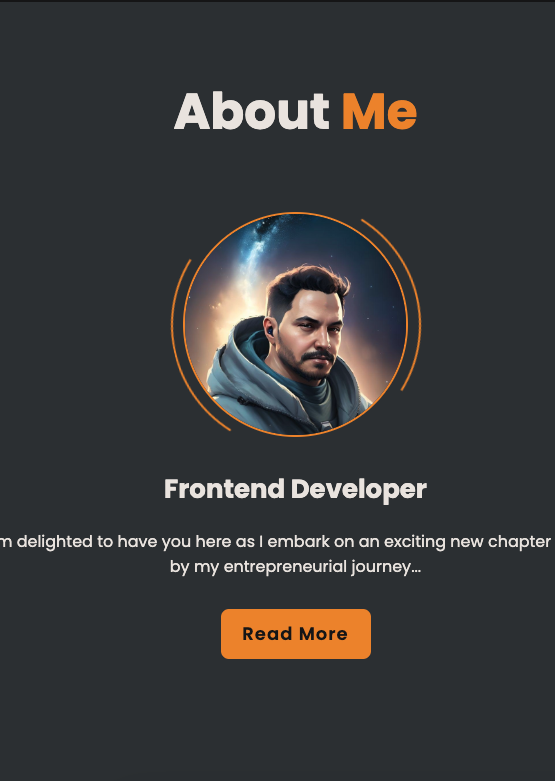 About Me
Frontend Developer
m delighted to have you here as I embark on an exciting new chapter
by my entrepreneurial journey...
Read More